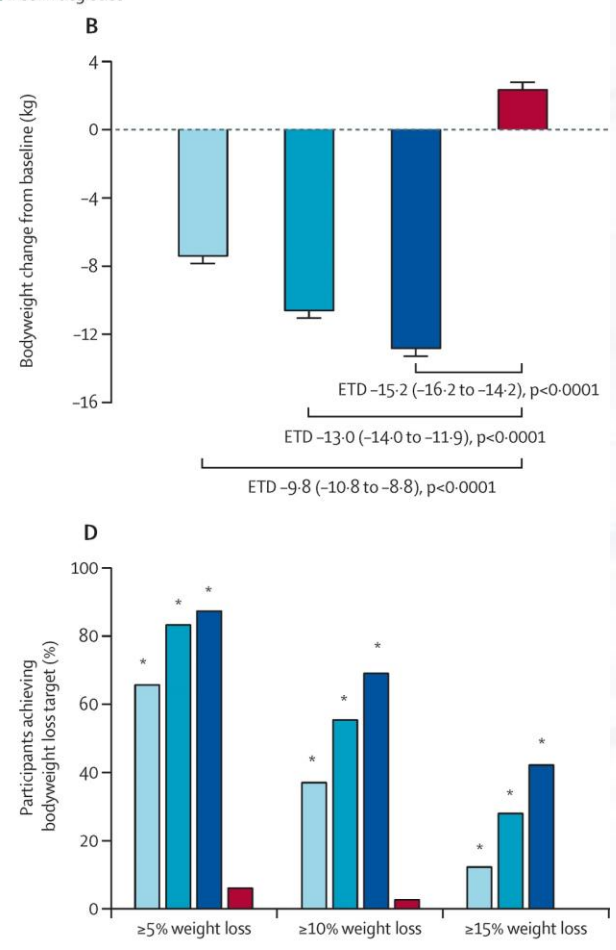 B
Bodyweight change from baseline (kg)
4
0
–4
–8
–12
–16
ETD –15·2 (–16·2 to –14·2), p<0·0001
ETD –13·0 (–14·0 to –11·9), p<0·0001
ETD –9·8 (–10·8 to –8·8), p<0·0001
D
Participants achieving
bodyweight loss target (%)
100
80
60
40
20
0
* * *
* * *
* * *
≥5% weight loss
≥10% weight loss
≥15% weight loss